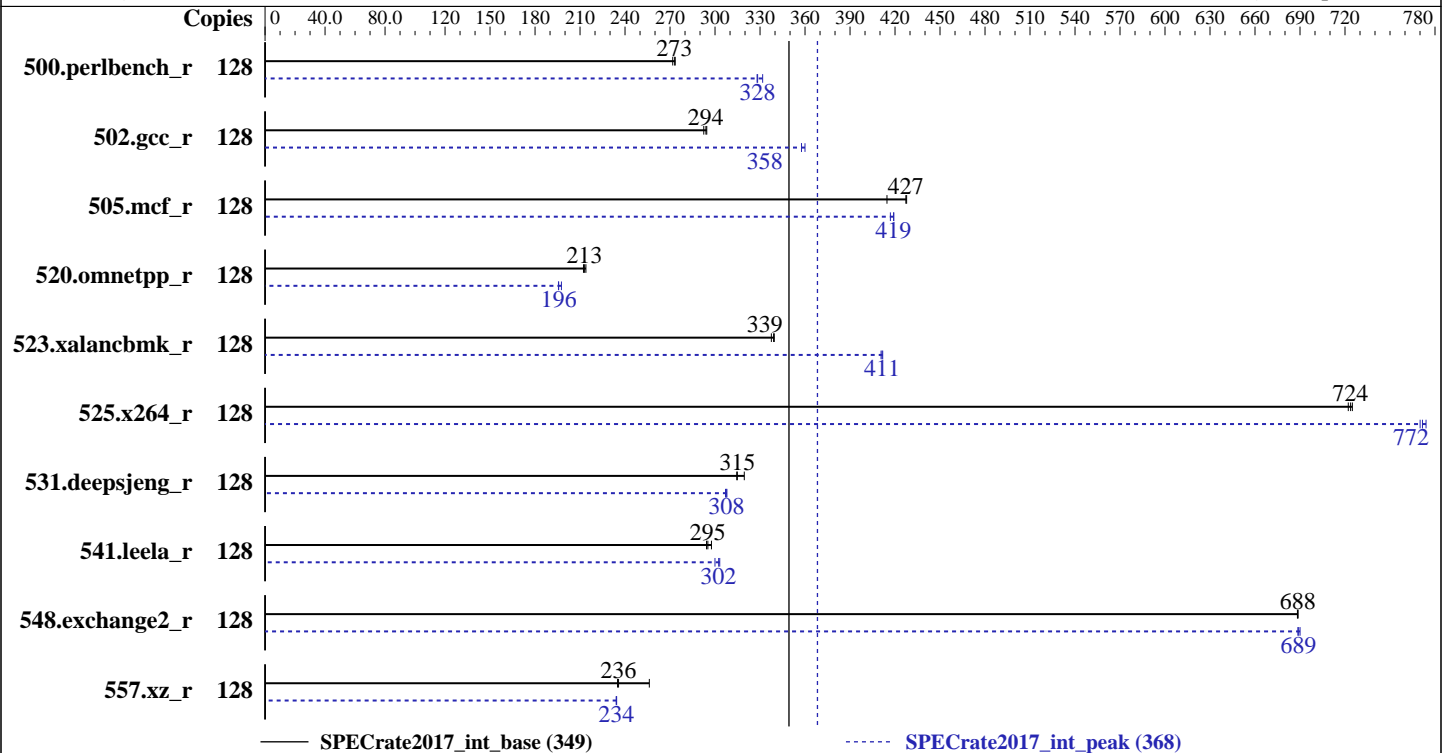 Copies 0 40.0 80.0 120 150 180 210 240 270 300 330 360 390 420 450 480 510 540 570 600 630 660 690 720 780
273
500.perlbench_r 128
328
294
502.gcc_r 128
358
427
505.mcf_r 128
419
213
520.omnetpp_r 128
196
339
523.xalancbmk_r 128
411
724
525.x264_r 128
772
315
531.deepsjeng_r 128
308
295
541.leela_r 128
302
688
548.exchange2_r 128
689
236
557.xz_r 128
234
SPECrate2017_int_base (349) SPECrate2017_int_peak (368)